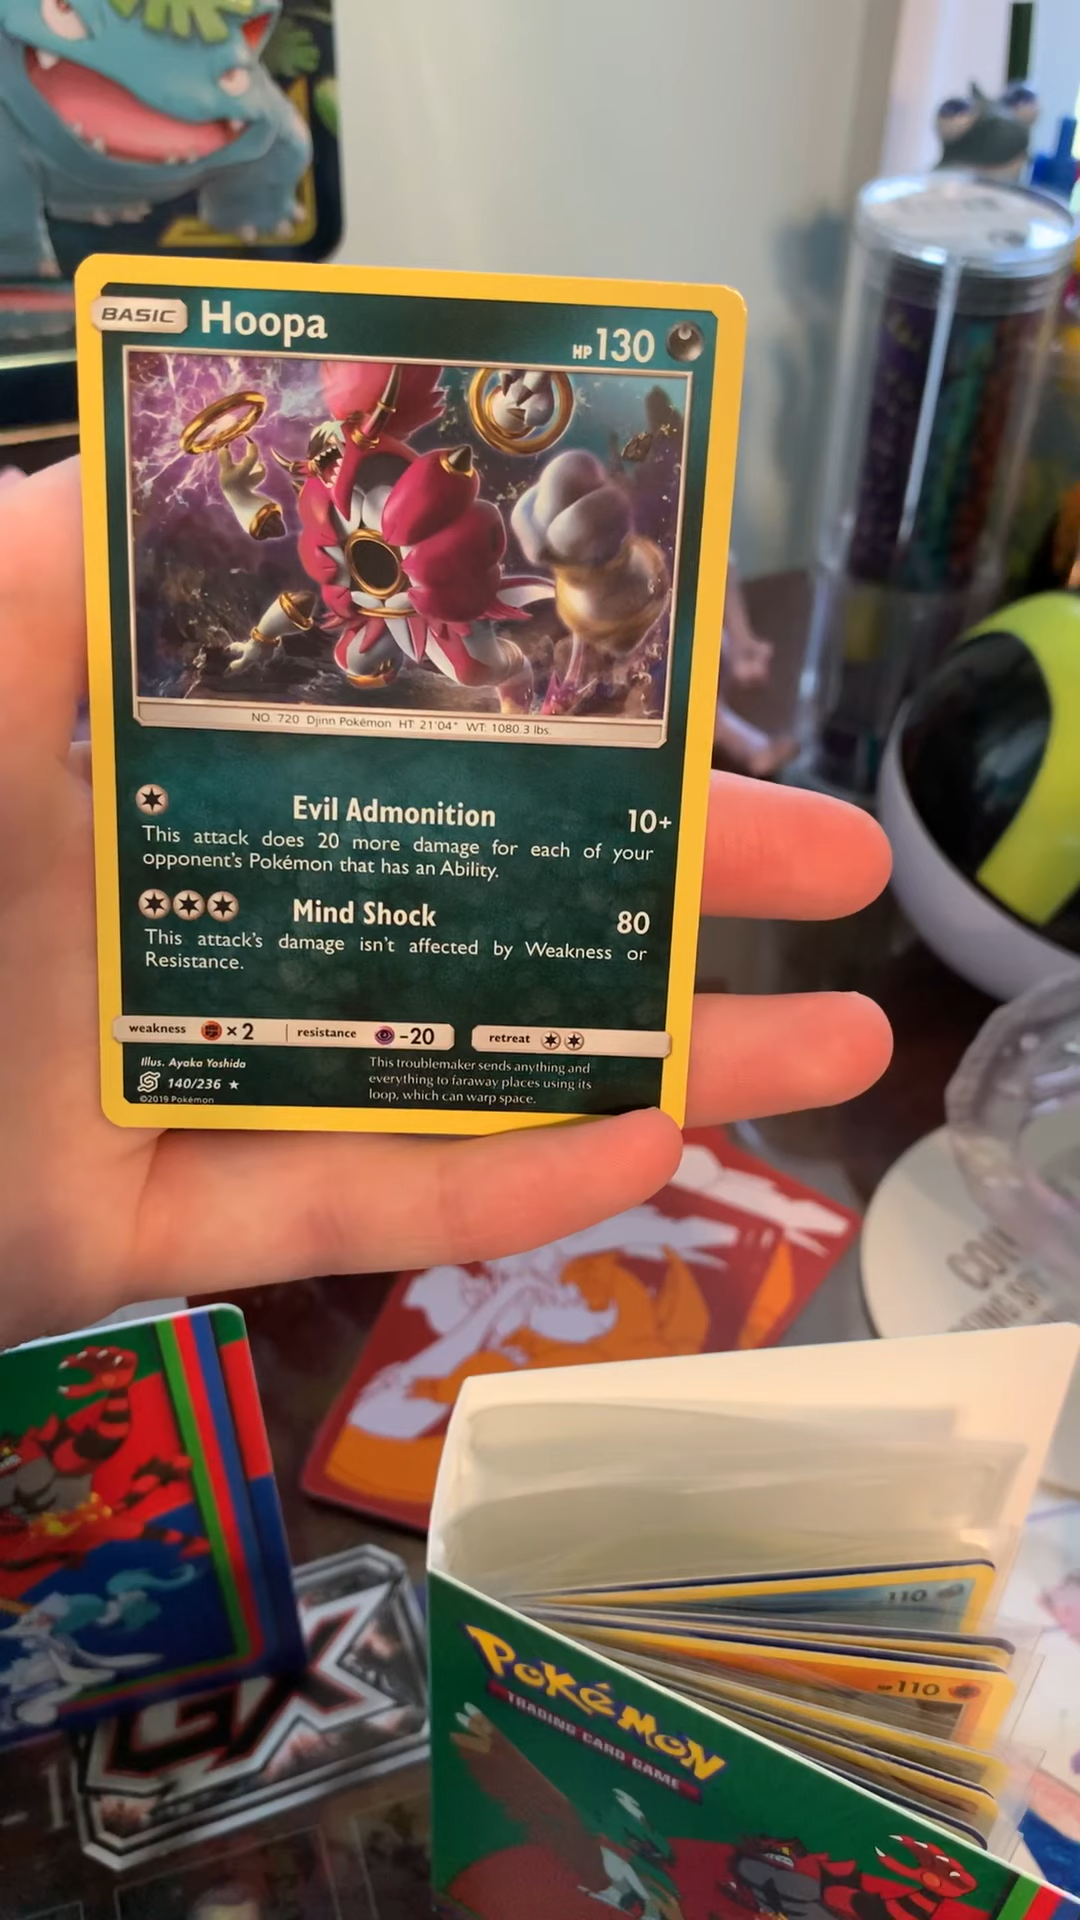 BASIC Hoopa HP 130
NO. 720 Djinn Pokémon HT: 21'04" WT: 1080.3 lbs.
Evil Admonition 10+
This attack does 20 more damage for each of your
opponent's Pokémon that has an Ability.
Mind Shock 80
This attack's damage isn't affected by Weakness or
Resistance.
weakness ×2 resistance -20 retreat
Illus. Ayaka Yoshida
140/236
©2019 Pokémon
This troublemaker sends anything and
everything to faraway places using its
loop, which can warp space.
110
HP 110
GX
POKéMON
TRADING CARD GAME